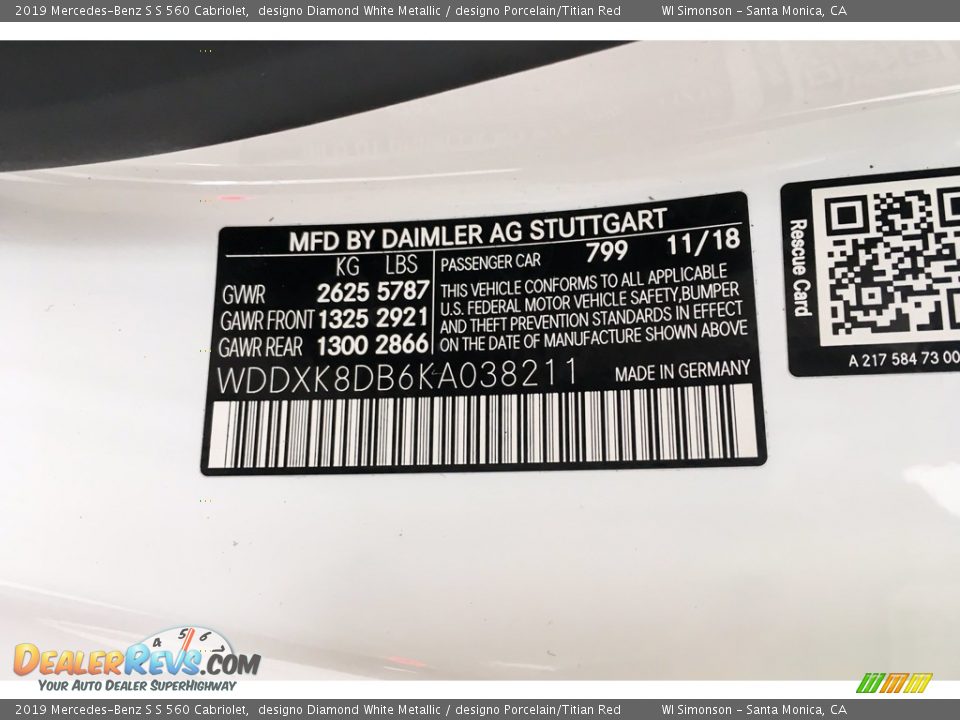 2019 Mercedes-Benz S S 560 Cabriolet, designo Diamond White Metallic / designo Porcelain/Titian Red WI Simonson - Santa Monica, CA
MFD BY DAIMLER AG STUTTGART
KG LBS
GVWR 2625 5787
GAWR FRONT 1325 2921
GAWR REAR 1300 2866
PASSENGER CAR 799 11/18
THIS VEHICLE CONFORMS TO ALL APPLICABLE
U.S. FEDERAL MOTOR VEHICLE SAFETY,BUMPER
AND THEFT PREVENTION STANDARDS IN EFFECT
ON THE DATE OF MANUFACTURE SHOWN ABOVE
WDDXK8DB6KA038211 MADE IN GERMANY
Rescue Card
A 217 584 73 00
4 5 6 7
DEALERREVS.COM
YOUR AUTO DEALER SUPERHIGHWAY
2019 Mercedes-Benz S S 560 Cabriolet, designo Diamond White Metallic / designo Porcelain/Titian Red WI Simonson - Santa Monica, CA